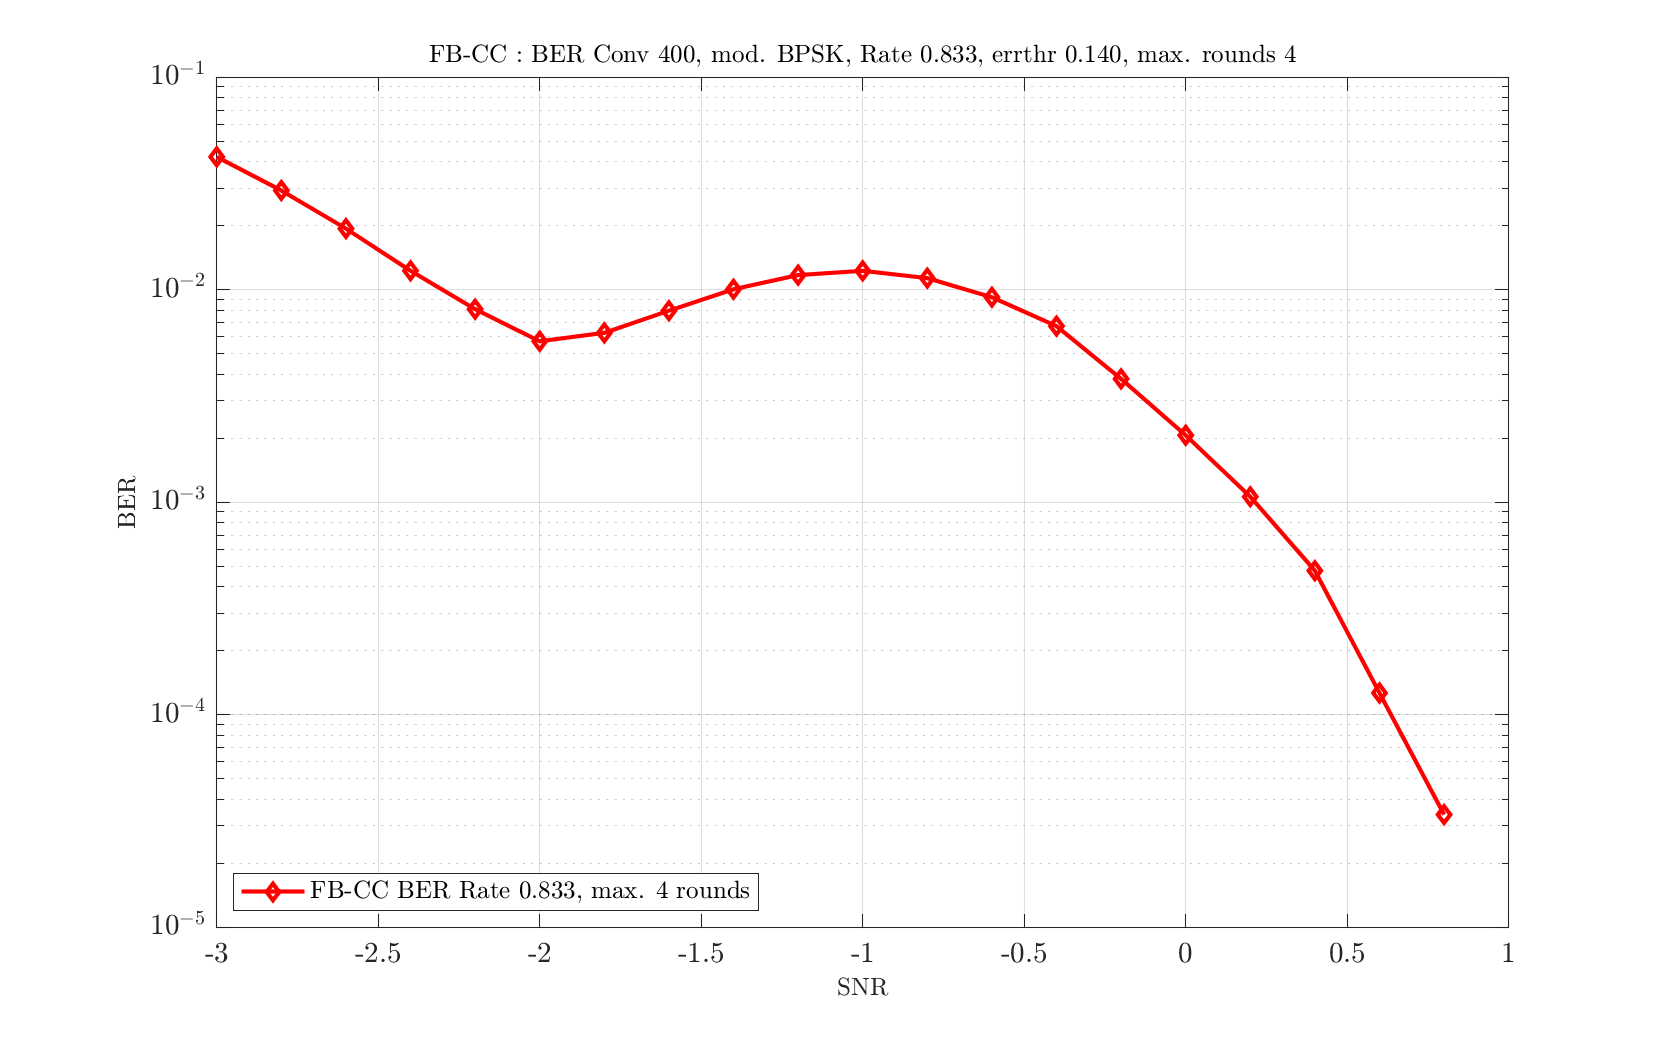 FB-CC : BER Conv 400, mod. BPSK, Rate 0.833, errthr 0.140, max. rounds 4
10⁻¹
10⁻²
10⁻³
10⁻⁴
10⁻⁵
BER
FB-CC BER Rate 0.833, max. 4 rounds
-3 -2.5 -2 -1.5 -1 -0.5 0 0.5 1
SNR